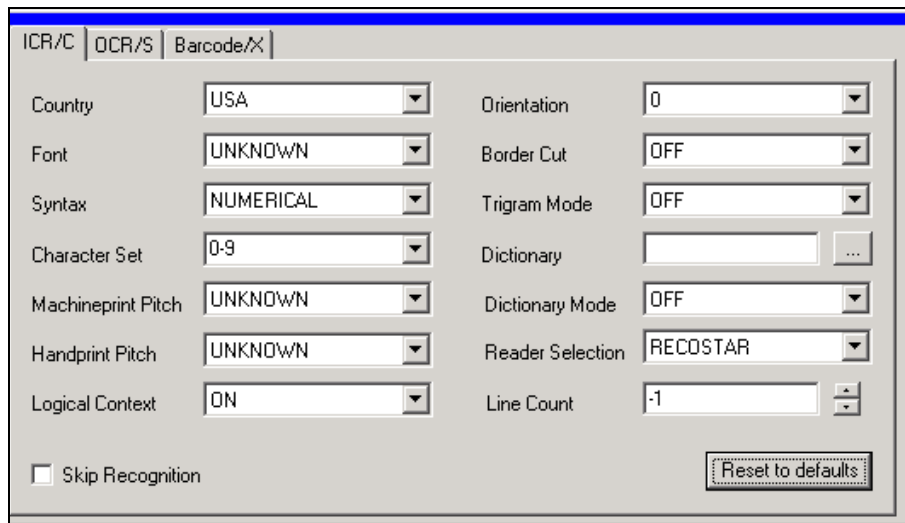 ICR/C OCR/S Barcode/X
Country USA Orientation 0
Font UNKNOWN Border Cut OFF
Syntax NUMERICAL Trigram Mode OFF
Character Set 0-9 Dictionary ...
Machineprint Pitch UNKNOWN Dictionary Mode OFF
Handprint Pitch UNKNOWN Reader Selection RECOSTAR
Logical Context ON Line Count -1
Skip Recognition Reset to defaults